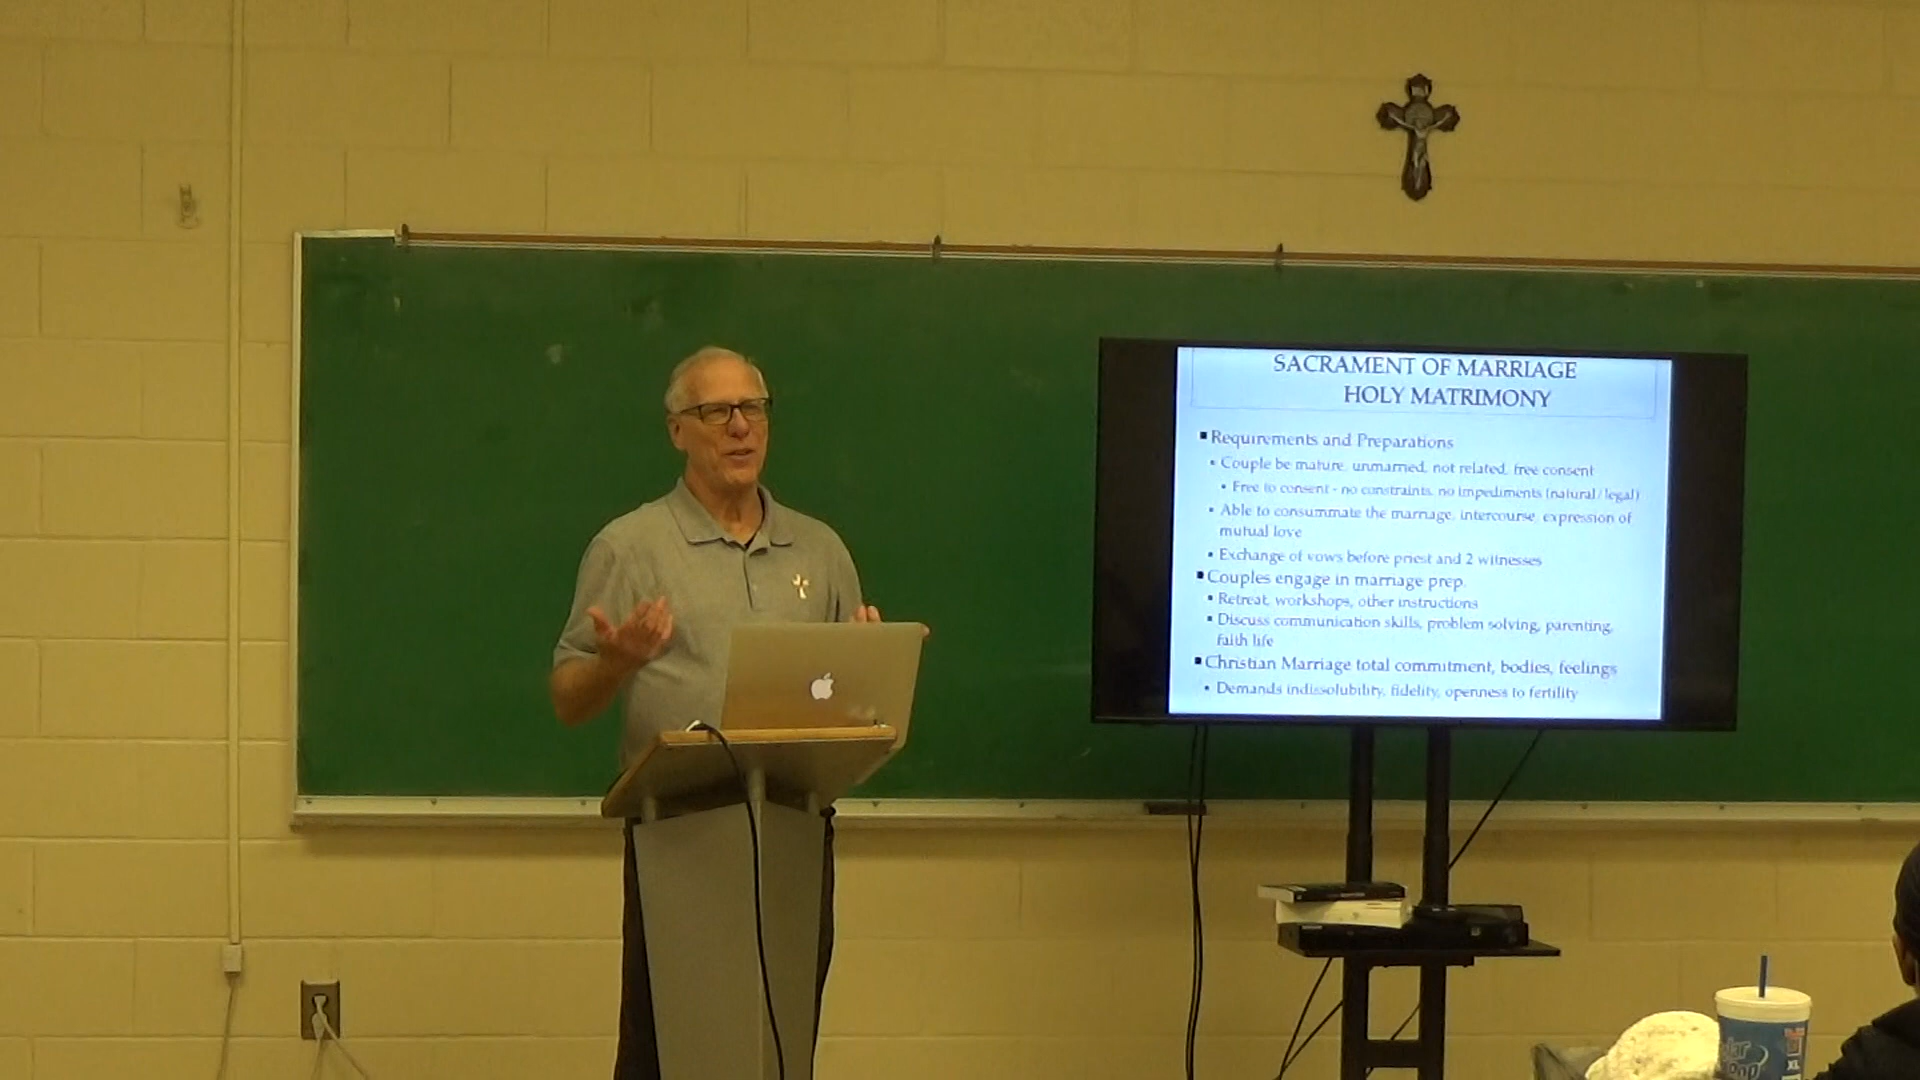 SACRAMENT OF MARRIAGE
HOLY MATRIMONY
▪ Requirements and Preparations
▪ Couple be mature, unmarried, not related, free consent
▪ Free to consent - no constraints, no impediments (natural/legal)
▪ Able to consummate the marriage, intercourse, expression of
mutual love
▪ Exchange of vows before priest and 2 witnesses
▪ Couples engage in marriage prep.
▪ Retreat, workshops, other instructions
▪ Discuss communication skills, problem solving, parenting,
faith life
▪ Christian Marriage total commitment, bodies, feelings
▪ Demands indissolubility, fidelity, openness to fertility
XL